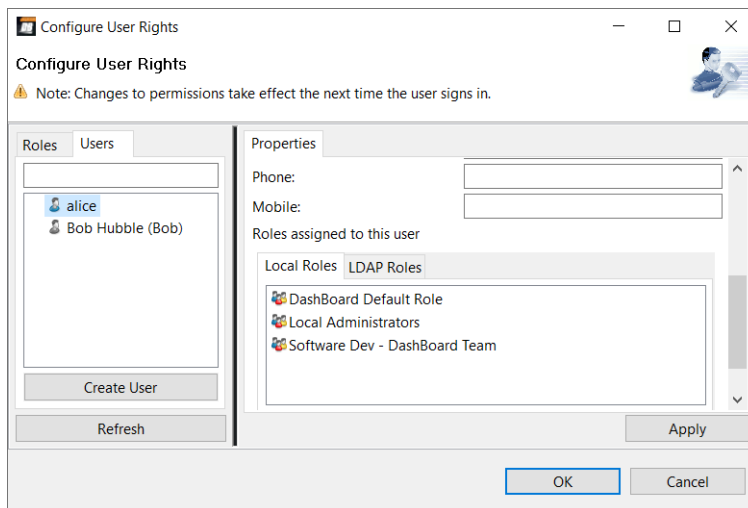 Configure User Rights
Configure User Rights
Note: Changes to permissions take effect the next time the user signs in.
Roles Users
alice
Bob Hubble (Bob)
Create User
Refresh
Properties
Phone:
Mobile:
Roles assigned to this user
Local Roles LDAP Roles
DashBoard Default Role
Local Administrators
Software Dev - DashBoard Team
Apply
OK Cancel